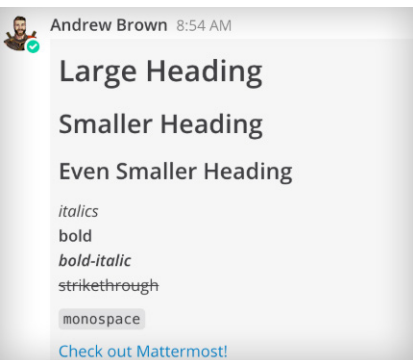 Andrew Brown 8:54 AM
Large Heading
Smaller Heading
Even Smaller Heading
italics
bold
bold-italic
strikethrough
monospace
Check out Mattermost!